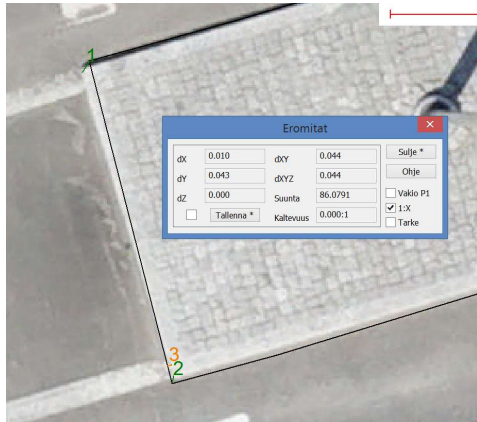 1
Eromitat
dX 0.010 dXY 0.044 Sulje *
dY 0.043 dXYZ 0.044 Ohje
dZ 0.000 Suunta 86.0791 Vakio P1
Tallenna * Kaltevuus 0.000:1 1:X
Tarke
3
2